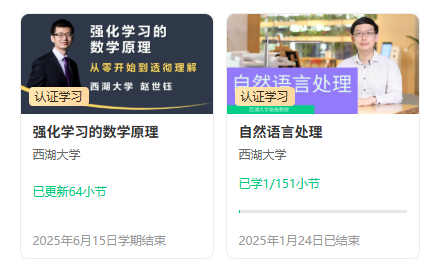 强化学习的
数学原理
从零开始到透彻理解
西湖大学 赵世钰
认证学习
强化学习的数学原理
西湖大学
已更新64小节
2025年6月15日学期结束
自然语言处理
认证学习
自然语言处理
西湖大学
已学1/151小节
2025年1月24日已结束